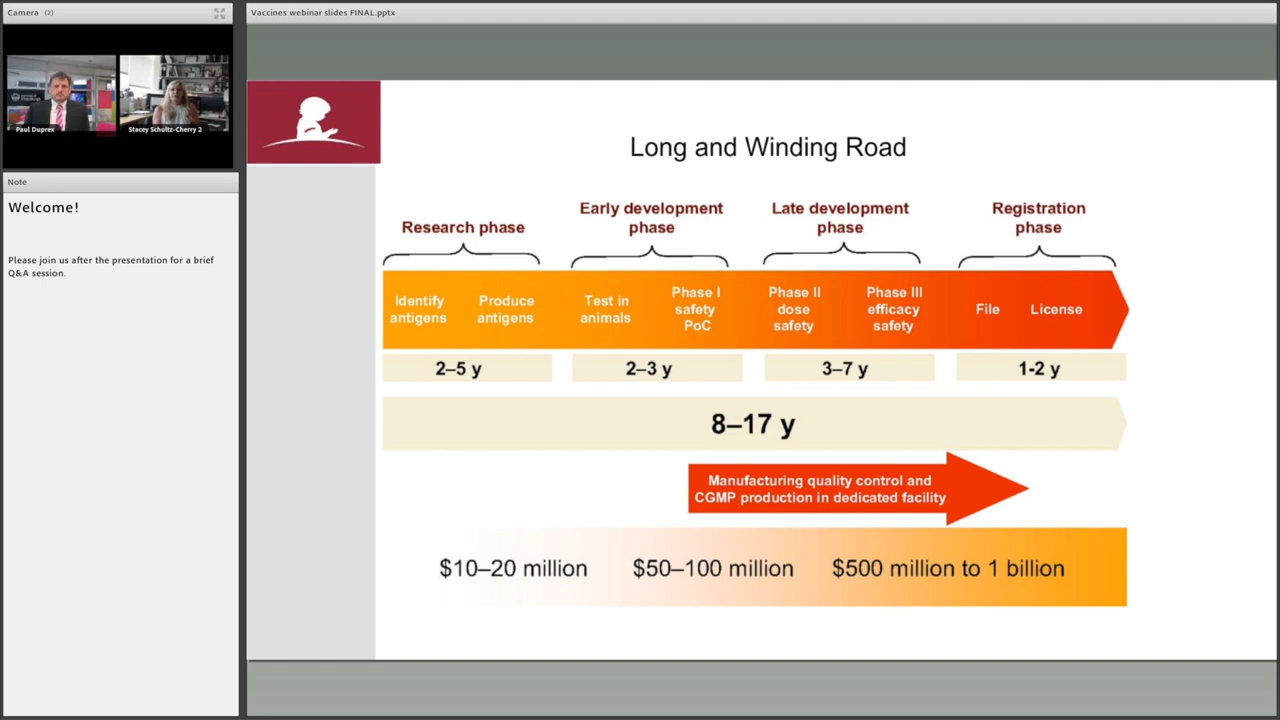 Camera (2)
Paul Duprex
Stacey Schultz-Cherry 2
Note
Welcome!
Please join us after the presentation for a brief
Q&A session.
Vaccines webinar slides FINAL.pptx
Long and Winding Road
Research phase
Early development
phase
Late development
phase
Registration
phase
Identify
antigens
Produce
antigens
Test in
animals
Phase I
safety
PoC
Phase II
dose
safety
Phase III
efficacy
safety
File
License
2–5 y
2–3 y
3–7 y
1-2 y
8–17 y
Manufacturing quality control and
CGMP production in dedicated facility
$10–20 million
$50–100 million
$500 million to 1 billion